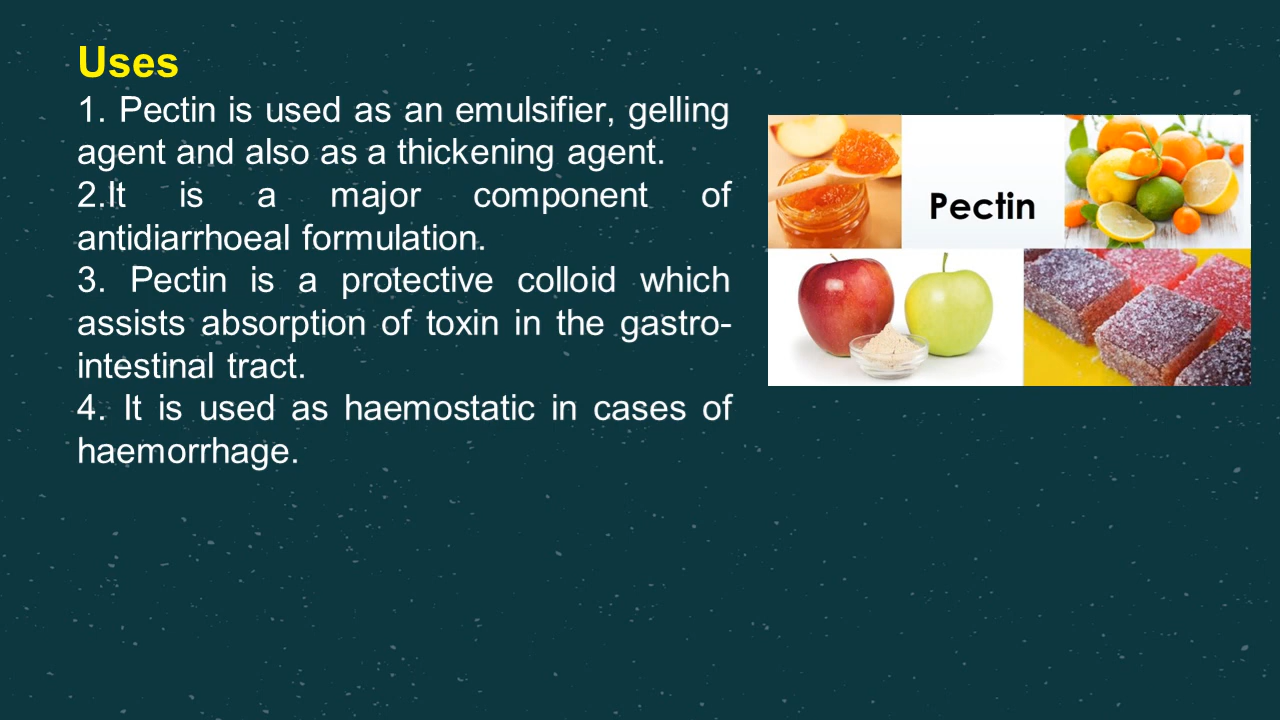 Uses
1. Pectin is used as an emulsifier, gelling
agent and also as a thickening agent.
2.It is a major component of
antidiarrhoeal formulation.
3. Pectin is a protective colloid which
assists absorption of toxin in the gastro-
intestinal tract.
4. It is used as haemostatic in cases of
haemorrhage.
Pectin